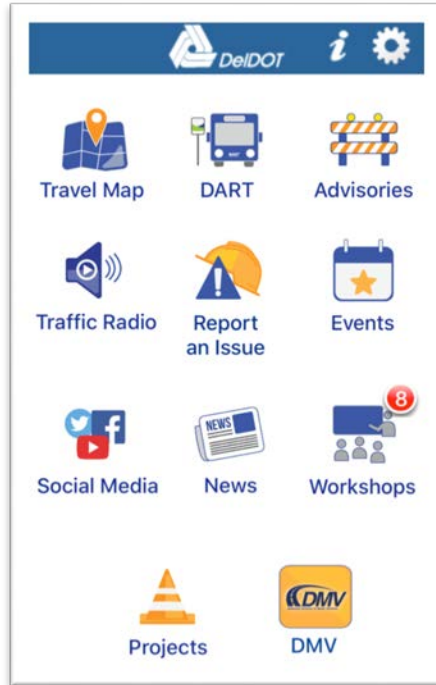 DelDOT i
Travel Map DART Advisories
Traffic Radio Report
an Issue Events
NEWS
8
Social Media News Workshops
DMV
Projects DMV